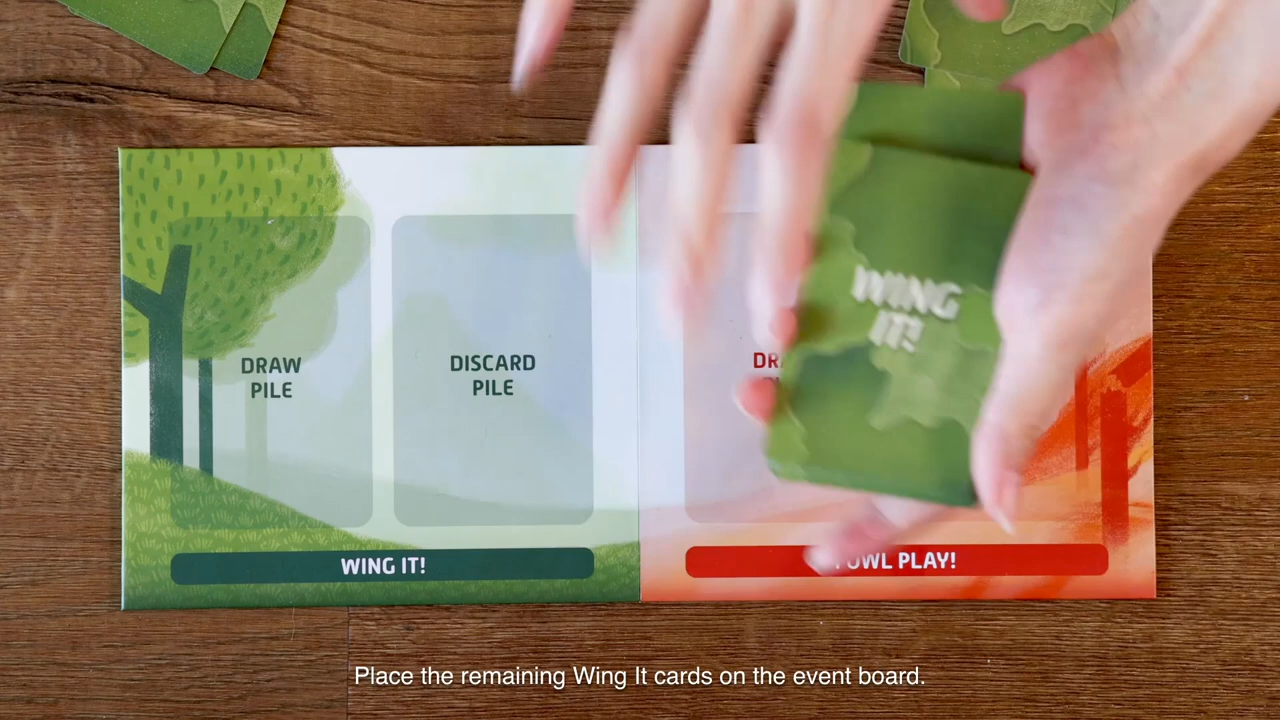 DRAW
PILE
DISCARD
PILE
WING
IT!
WING IT!
PLAY!
Place the remaining Wing It cards on the event board.